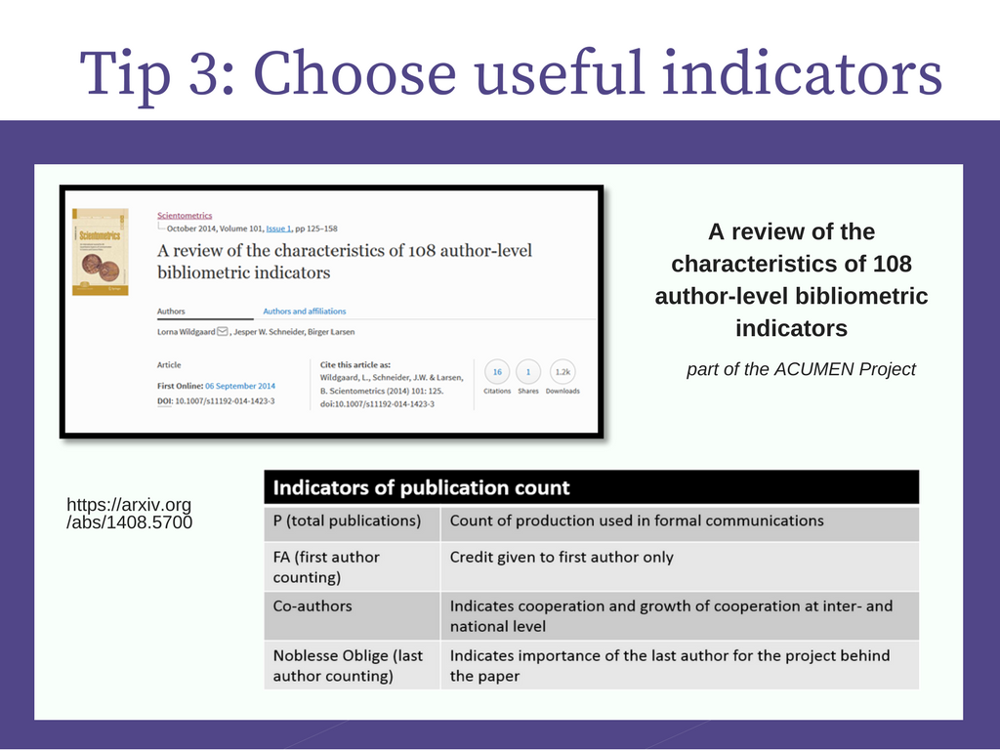 Tip 3: Choose useful indicators
Scientometrics
Scientometrics
October 2014, Volume 101, Issue 1, pp 125–158
A review of the characteristics of 108 author-level
bibliometric indicators
Authors
Authors and affiliations
Lorna Wildgaard , Jesper W. Schneider, Birger Larsen
Article
First Online: 06 September 2014
DOI: 10.1007/s11192-014-1423-3
Cite this article as:
Wildgaard, L., Schneider, J.W. & Larsen,
B. Scientometrics (2014) 101: 125.
doi:10.1007/s11192-014-1423-3
16
Citations
1
Shares
1.2k
Downloads
A review of the
characteristics of 108
author-level bibliometric
indicators
part of the ACUMEN Project
https://arxiv.org
/abs/1408.5700
Indicators of publication count
P (total publications)
Count of production used in formal communications
FA (first author
counting)
Credit given to first author only
Co-authors
Indicates cooperation and growth of cooperation at inter- and
national level
Noblesse Oblige (last
author counting)
Indicates importance of the last author for the project behind
the paper